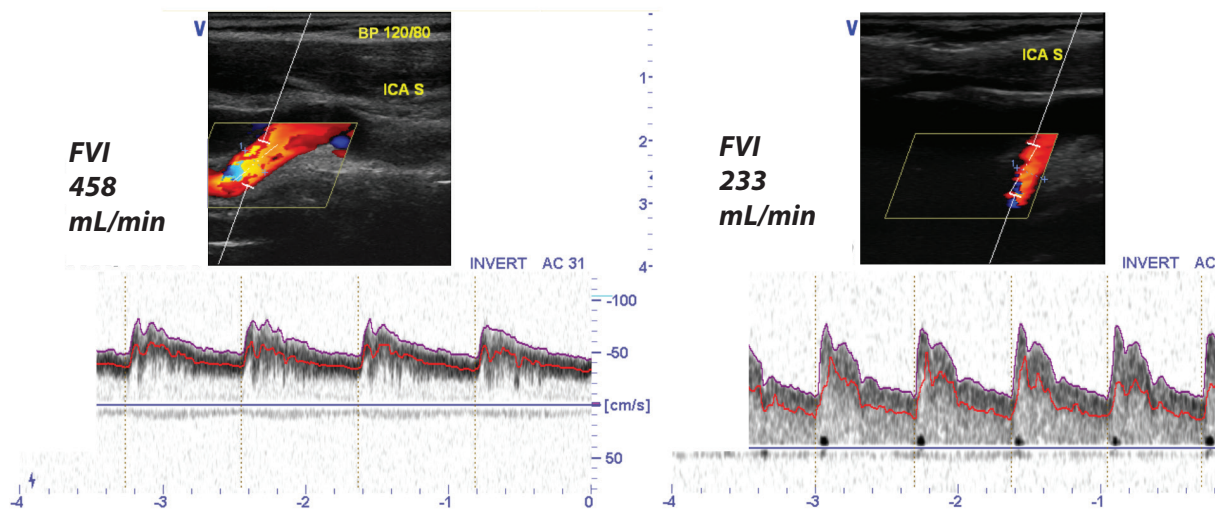 V
BP 120/80
ICA S
FVI
458
mL/min
1
2
3
4
INVERT AC 31
-100
-50
[cm/s]
50
-4
-3
-2
-1
0
V
ICA S
FVI
233
mL/min
INVERT AC
-4
-3
-2
-1